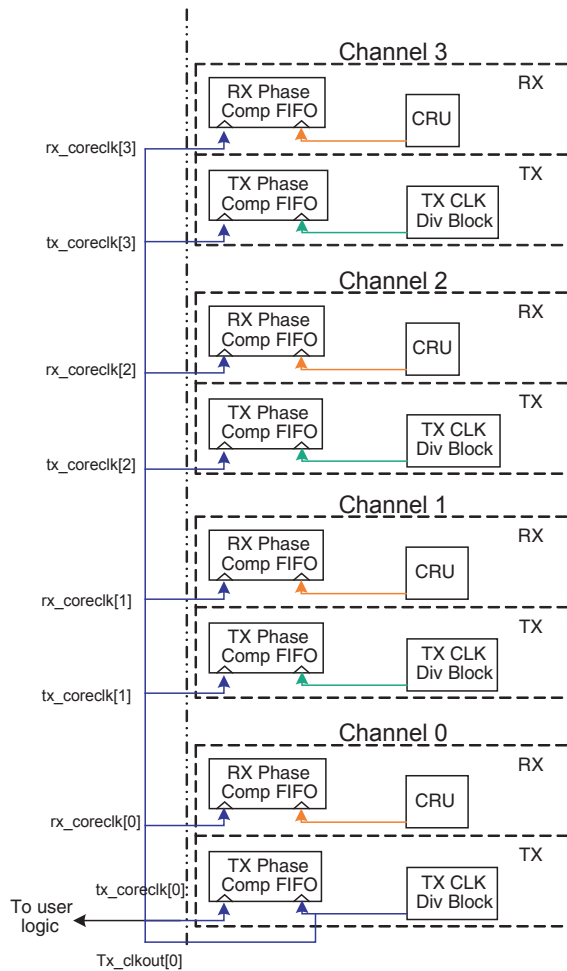 Channel 3
RX
RX Phase
Comp FIFO
CRU
rx_coreclk[3]
TX
TX Phase
Comp FIFO
TX CLK
Div Block
tx_coreclk[3]
Channel 2
RX
RX Phase
Comp FIFO
CRU
rx_coreclk[2]
TX
TX Phase
Comp FIFO
TX CLK
Div Block
tx_coreclk[2]
Channel 1
RX
RX Phase
Comp FIFO
CRU
rx_coreclk[1]
TX
TX Phase
Comp FIFO
TX CLK
Div Block
tx_coreclk[1]
Channel 0
RX
RX Phase
Comp FIFO
CRU
rx_coreclk[0]
TX
TX Phase
Comp FIFO
TX CLK
Div Block
tx_coreclk[0]
To user
logic
Tx_clkout[0]